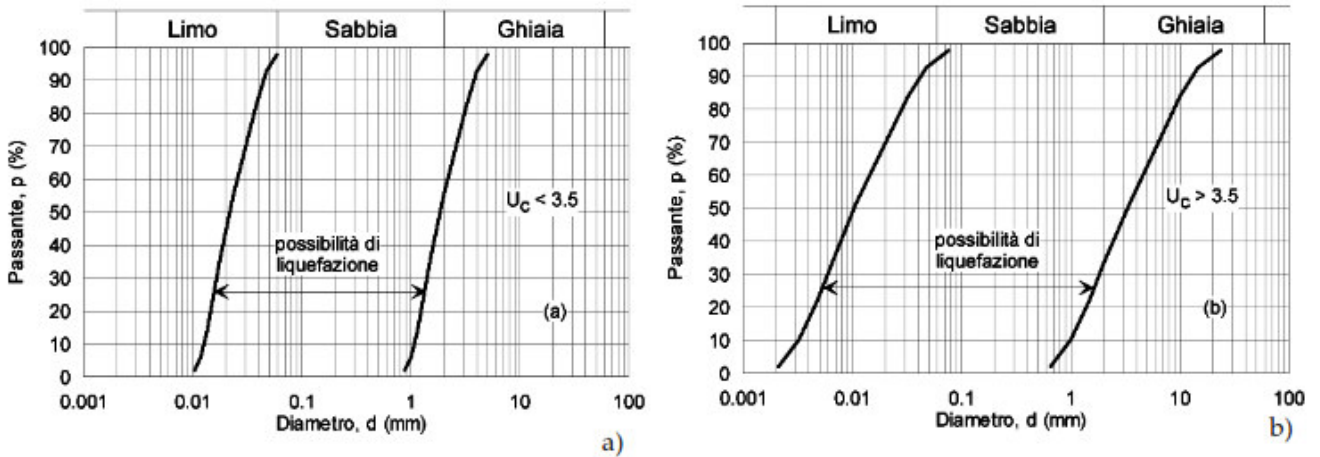 Limo Sabbia Ghiaia
100
90
80
70
60
50
40
30
20
10
0
Passante, p (%)
U_C < 3.5
possibilità di
liquefazione
(a)
0.001 0.01 0.1 1 10 100
Diametro, d (mm)
a)
Limo Sabbia Ghiaia
100
90
80
70
60
50
40
30
20
10
0
Passante, p (%)
U_C > 3.5
possibilità di
liquefazione
(b)
0.001 0.01 0.1 1 10 100
Diametro, d (mm)
b)